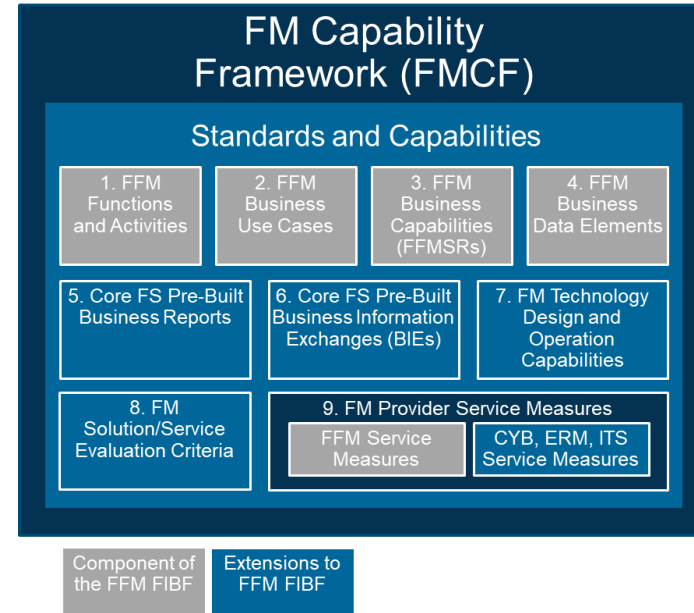 FM Capability
Framework (FMCF)
Standards and Capabilities
1. FFM
Functions
and Activities
2. FFM
Business
Use Cases
3. FFM
Business
Capabilities
(FFMSRs)
4. FFM
Business
Data Elements
5. Core FS Pre-Built
Business Reports
6. Core FS Pre-Built
Business Information
Exchanges (BIEs)
7. FM Technology
Design and
Operation
Capabilities
8. FM
Solution/Service
Evaluation Criteria
9. FM Provider Service Measures
FFM Service
Measures
CYB, ERM, ITS
Service Measures
Component of
the FFM FIBF
Extensions to
FFM FIBF